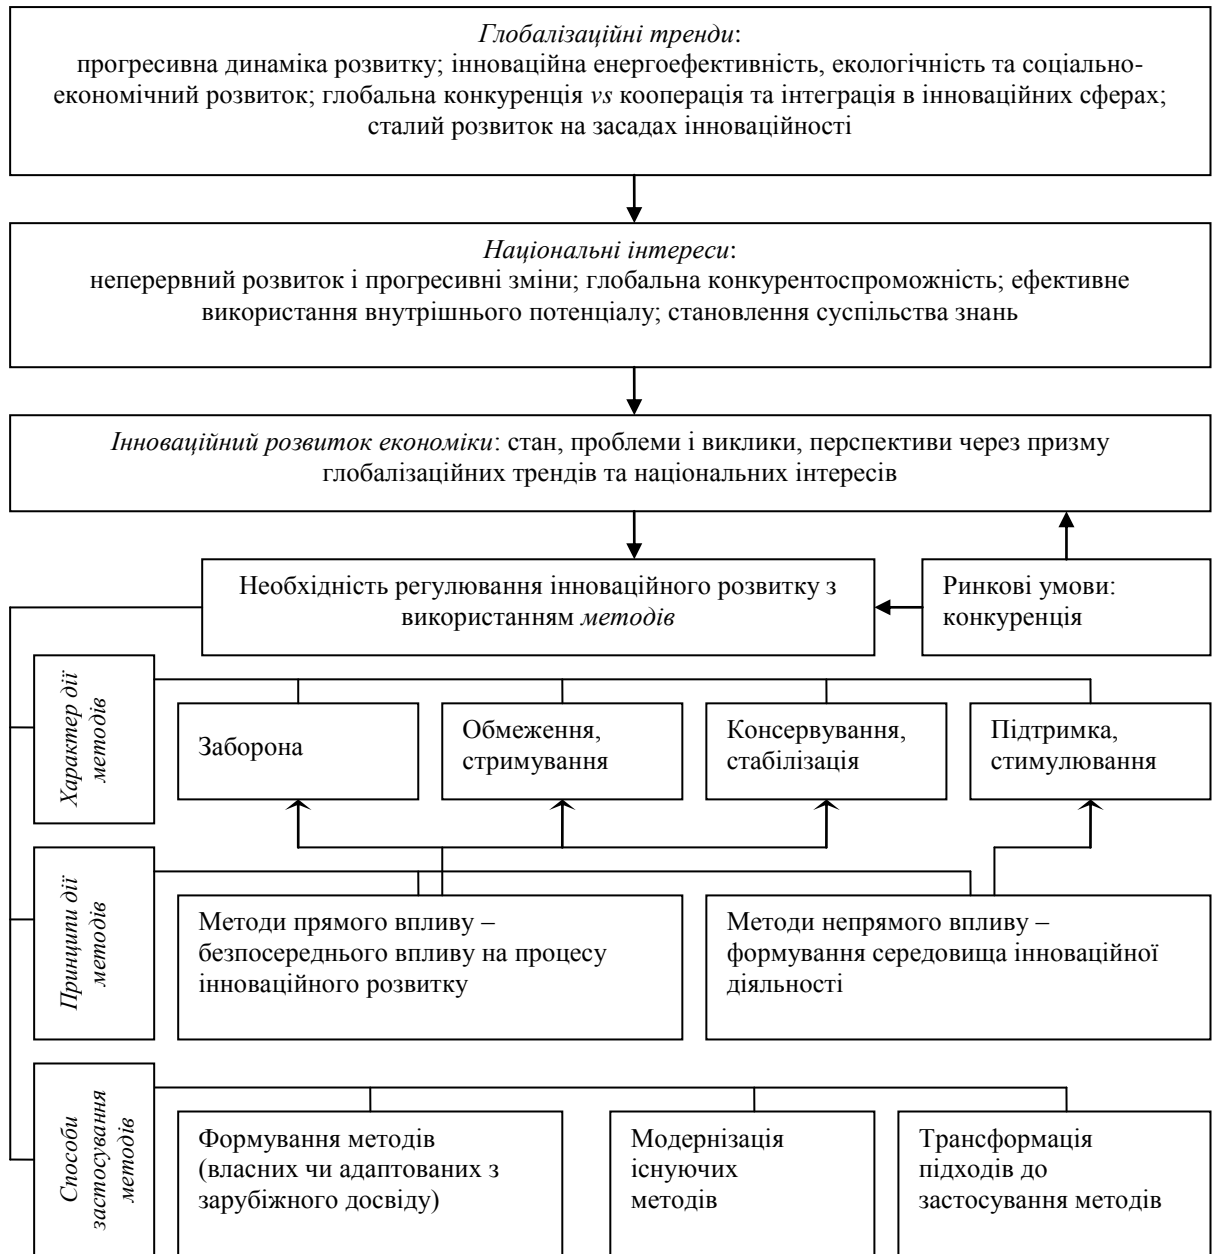 Глобалізаційні тренди:
прогресивна динаміка розвитку; інноваційна енергоефективність, екологічність та соціально-
економічний розвиток; глобальна конкуренція vs кооперація та інтеграція в інноваційних сферах;
сталий розвиток на засадах інноваційності
Національні інтереси:
неперервний розвиток і прогресивні зміни; глобальна конкурентоспроможність; ефективне
використання внутрішнього потенціалу; становлення суспільства знань
Інноваційний розвиток економіки: стан, проблеми і виклики, перспективи через призму
глобалізаційних трендів та національних інтересів
Необхідність регулювання інноваційного розвитку з
використанням методів
Ринкові умови:
конкуренція
Характер дії
методів
Заборона
Обмеження,
стримування
Консервування,
стабілізація
Підтримка,
стимулювання
Принципи дії
методів
Методи прямого впливу –
безпосереднього впливу на процесу
інноваційного розвитку
Методи непрямого впливу –
формування середовища інноваційної
діяльності
Способи
застосування
методів
Формування методів
(власних чи адаптованих з
зарубіжного досвіду)
Модернізація
існуючих
методів
Трансформація
підходів до
застосування методів